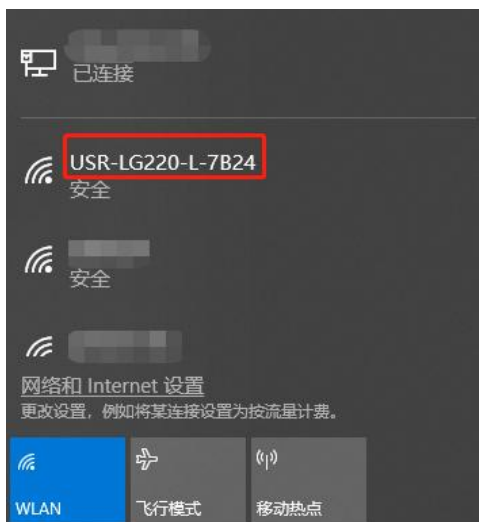 已连接
USR-LG220-L-7B24
安全
安全
网络和 Internet 设置
更改设置，例如将某连接设置为按流量计费。
WLAN
飞行模式
移动热点